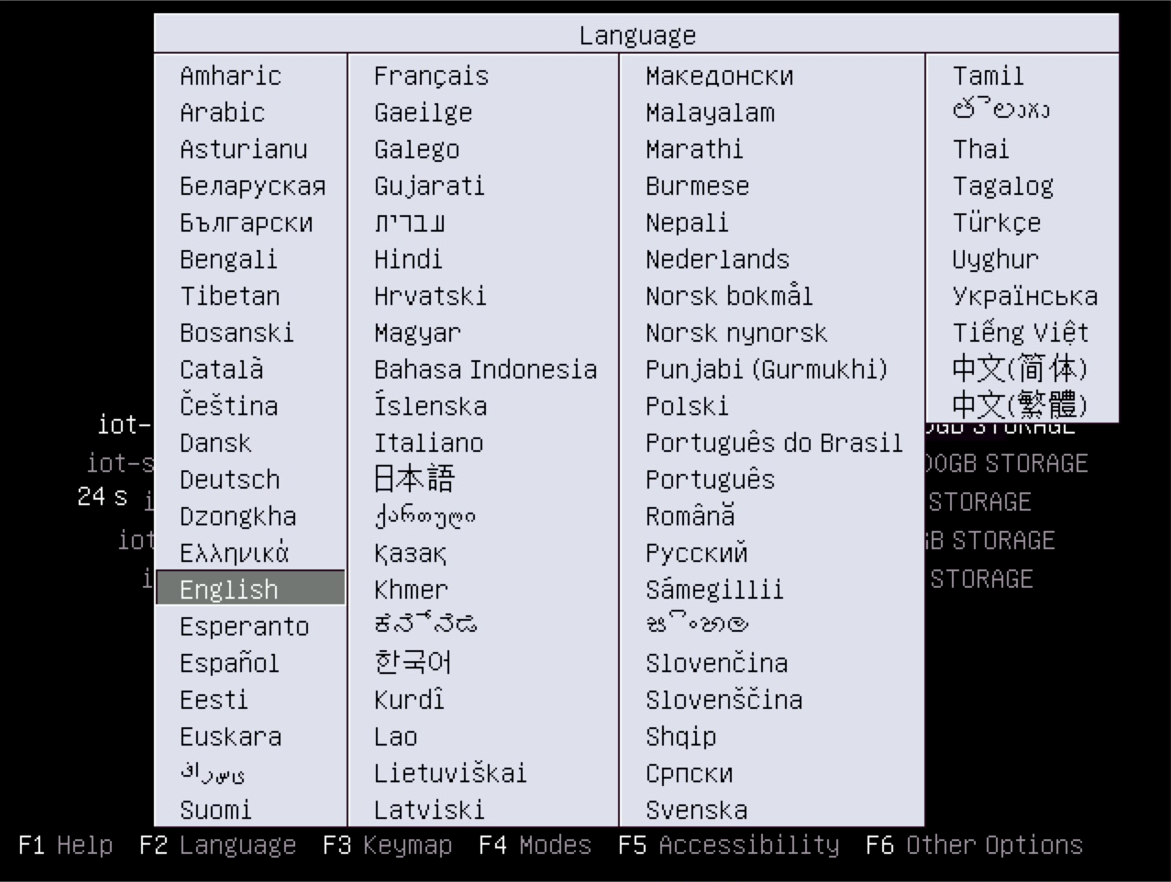 Language
Amharic
Arabic
Asturianu
Беларуская
Български
Bengali
Tibetan
Bosanski
Català
Čeština
Dansk
Deutsch
Dzongkha
Ελληνικά
English
Esperanto
Español
Eesti
Euskara
ﻰﺳﺭﺎﻓ
Suomi
Français
Gaeilge
Galego
Gujarati
תירבע
Hindi
Hrvatski
Magyar
Bahasa Indonesia
Íslenska
Italiano
日本語
ქართული
Қазақ
Khmer
ಕನ್ನಡ
한국어
Kurdî
Lao
Lietuviškai
Latviski
Македонски
Malayalam
Marathi
Burmese
Nepali
Nederlands
Norsk bokmål
Norsk nynorsk
Punjabi (Gurmukhi)
Polski
Português do Brasil
Português
Română
Русский
Sámegillii
සිංහල
Slovenčina
Slovenščina
Shqip
Српски
Svenska
Tamil
తెలుగు
Thai
Tagalog
Türkçe
Uyghur
Українська
Tiếng Việt
中文(简体)
中文(繁體)
iot-
GB STORAGE
iot-s
00GB STORAGE
24 s i
STORAGE
iot
GB STORAGE
i
STORAGE
F1 Help F2 Language F3 Keymap F4 Modes F5 Accessibility F6 Other Options